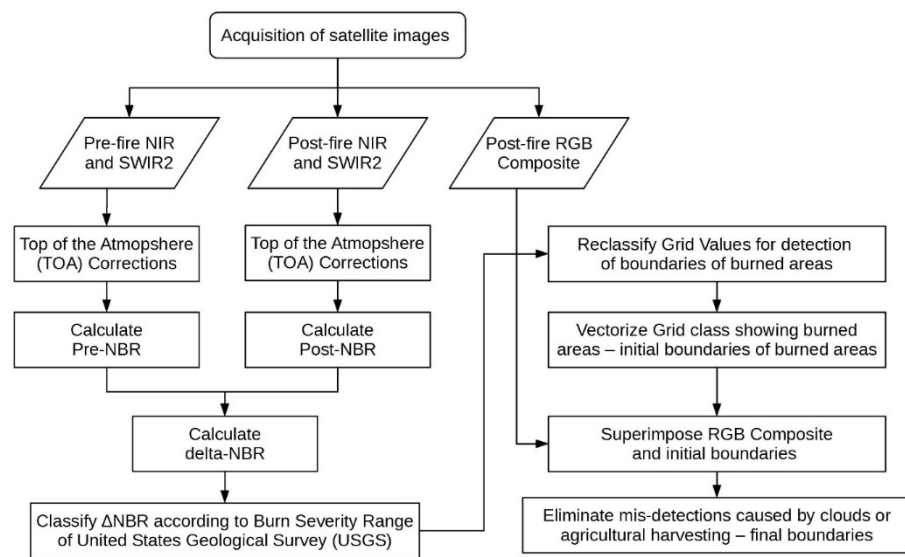 Acquisition of satellite images
Pre-fire NIR
and SWIR2
Post-fire NIR
and SWIR2
Post-fire RGB
Composite
Top of the Atmopshere
(TOA) Corrections
Top of the Atmopshere
(TOA) Corrections
Calculate
Pre-NBR
Calculate
Post-NBR
Calculate
delta-NBR
Classify ΔNBR according to Burn Severity Range
of United States Geological Survey (USGS)
Reclassify Grid Values for detection
of boundaries of burned areas
Vectorize Grid class showing burned
areas – initial boundaries of burned areas
Superimpose RGB Composite
and initial boundaries
Eliminate mis-detections caused by clouds or
agricultural harvesting – final boundaries